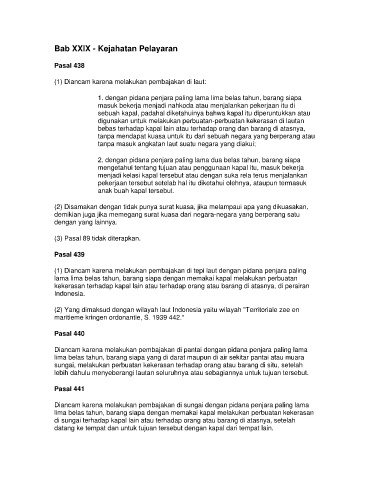 Bab XXIX - Kejahatan Pelayaran
Pasal 438
(1) Diancam karena melakukan pembajakan di laut:
1. dengan pidana penjara paling lama lima belas tahun, barang siapa
masuk bekerja menjadi nahkoda atau menjalankan pekerjaan itu di
sebuah kapal, padahal diketahuinya bahwa kapal itu diperuntukkan atau
digunakan untuk melakukan perbuatan-perbuatan kekerasan di lautan
bebas terhadap kapal lain atau terhadap orang dan barang di atasnya,
tanpa mendapat kuasa untuk itu dari sebuah negara yang berperang atau
tanpa masuk angkatan laut suatu negara yang diakui;
2. dengan pidana penjara paling lama dua belas tahun, barang siapa
mengetahui tentang tujuan atau penggunaan kapal itu, masuk bekerja
menjadi kelasi kapal tersebut atau dengan suka rela terus menjalankan
pekerjaan tersebut setelah hal itu diketahui olehnya, ataupun termasuk
anak buah kapal tersebut.
(2) Disamakan dengan tidak punya surat kuasa, jika melampaui apa yang dikuasakan,
demikian juga jika memegang surat kuasa dari negara-negara yang berperang satu
dengan yang lainnya.
(3) Pasal 89 tidak diterapkan.
Pasal 439
(1) Diancam karena melakukan pembajakan di tepi laut dengan pidana penjara paling
lama lima belas tahun, barang siapa dengan memakai kapal melakukan perbuatan
kekerasan terhadap kapal lain atau terhadap orang atau barang di atasnya, di perairan
Indonesia.
(2) Yang dimaksud dengan wilayah laut Indonesia yaitu wilayah "Territoriale zee en
maritieme kringen ordonantie, S. 1939 442."
Pasal 440
Diancam karena melakukan pembajakan di pantai dengan pidana penjara paling lama
lima belas tahun, barang siapa yang di darat maupun di air sekitar pantai atau muara
sungai, melakukan perbuatan kekerasan terhadap orang atau barang di situ, setelah
lebih dahulu menyeberangi lautan seluruhnya atau sebagiannya untuk tujuan tersebut.
Pasal 441
Diancam karena melakukan pembajakan di sungai dengan pidana penjara paling lama
lima belas tahun, barang siapa dengan memakai kapal melakukan perbuatan kekerasan
di sungai terhadap kapal lain atau terhadap orang atau barang di atasnya, setelah
datang ke tempat dan untuk tujuan tersebut dengan kapal dari tempat lain.